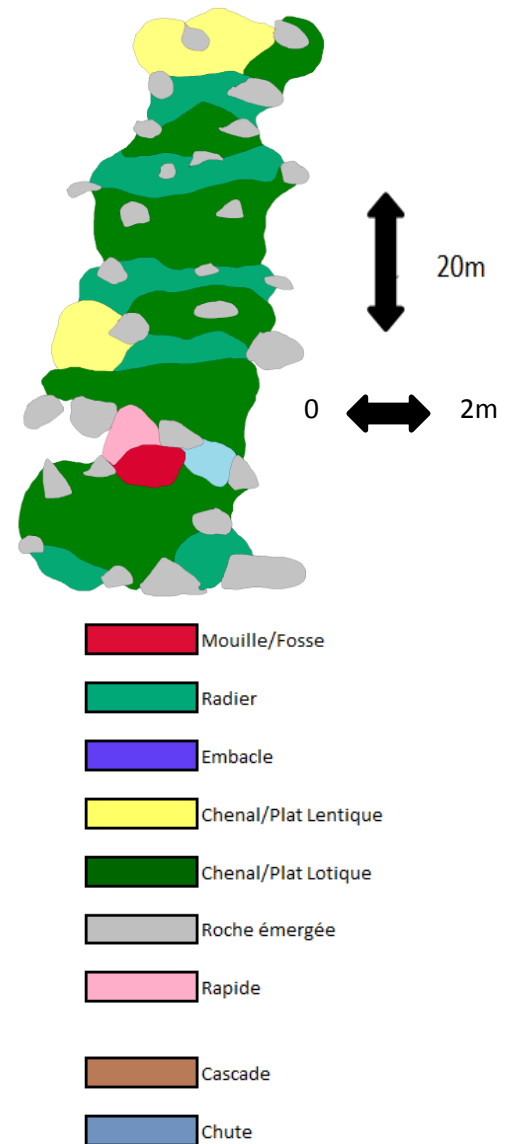 20m
0 2m
Mouille/Fosse
Radier
Embacle
Chenal/Plat Lentique
Chenal/Plat Lotique
Roche émergée
Rapide
Cascade
Chute